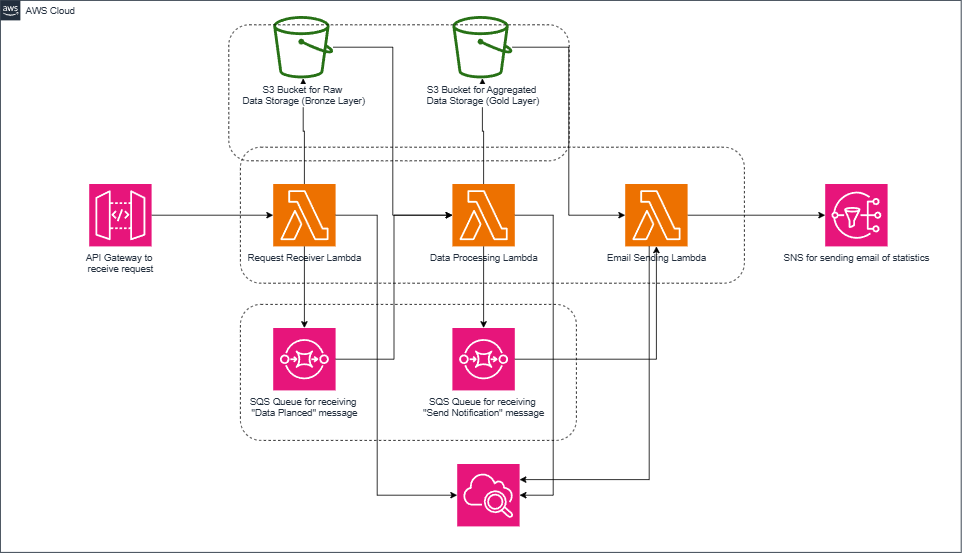 aws
AWS Cloud
S3 Bucket for Raw
Data Storage (Bronze Layer)
S3 Bucket for Aggregated
Data Storage (Gold Layer)
API Gateway to
receive request
Request Receiver Lambda
Data Processing Lambda
Email Sending Lambda
SNS for sending email of statistics
SQS Queue for receiving
"Data Planced" message
SQS Queue for receiving
"Send Notification" message